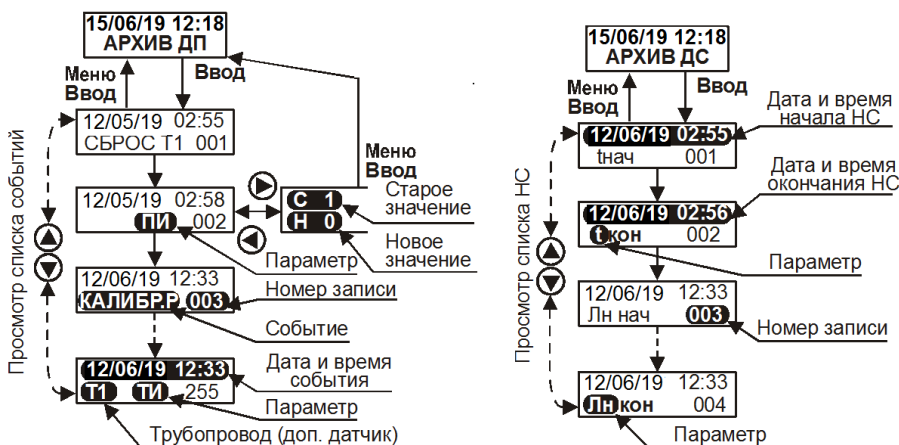 15/06/19 12:18
АРХИВ ДП
Меню
Ввод
Ввод
12/05/19 02:55
СБРОС Т1 001
12/05/19 02:58
ПИ 002
Меню
Ввод
С 1
Н 0
Старое
значение
Новое
значение
Параметр
12/06/19 12:33
КАЛИБР.Р 003
Номер записи
Событие
12/06/19 12:33
Т1 ТИ 255
Дата и время
события
Параметр
Трубопровод (доп. датчик)
Просмотр списка событий
15/06/19 12:18
АРХИВ ДС
Меню
Ввод
Ввод
12/06/19 02:55
tнач 001
Дата и время
начала НС
12/06/19 02:56
tкон 002
Дата и время
окончания НС
Параметр
12/06/19 12:33
Лн нач 003
Номер записи
12/06/19 12:33
Лн кон 004
Параметр
Просмотр списка НС